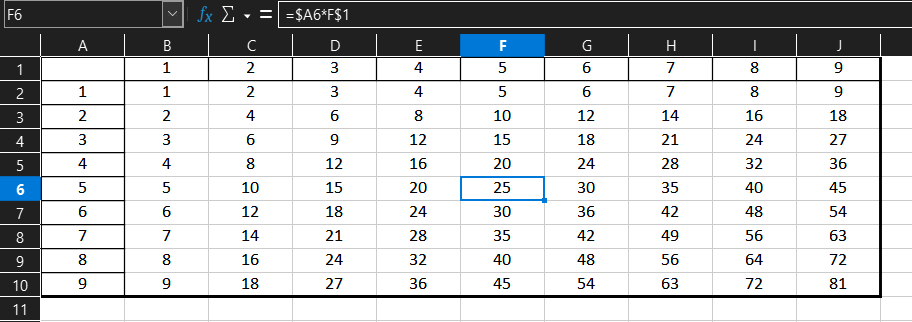 F6 fx Σ = =$A6*F$1
A B C D E F G H I J
1 1 2 3 4 5 6 7 8 9
2 1 1 2 3 4 5 6 7 8 9
3 2 2 4 6 8 10 12 14 16 18
4 3 3 6 9 12 15 18 21 24 27
5 4 4 8 12 16 20 24 28 32 36
6 5 5 10 15 20 25 30 35 40 45
7 6 6 12 18 24 30 36 42 48 54
8 7 7 14 21 28 35 42 49 56 63
9 8 8 16 24 32 40 48 56 64 72
10 9 9 18 27 36 45 54 63 72 81
11